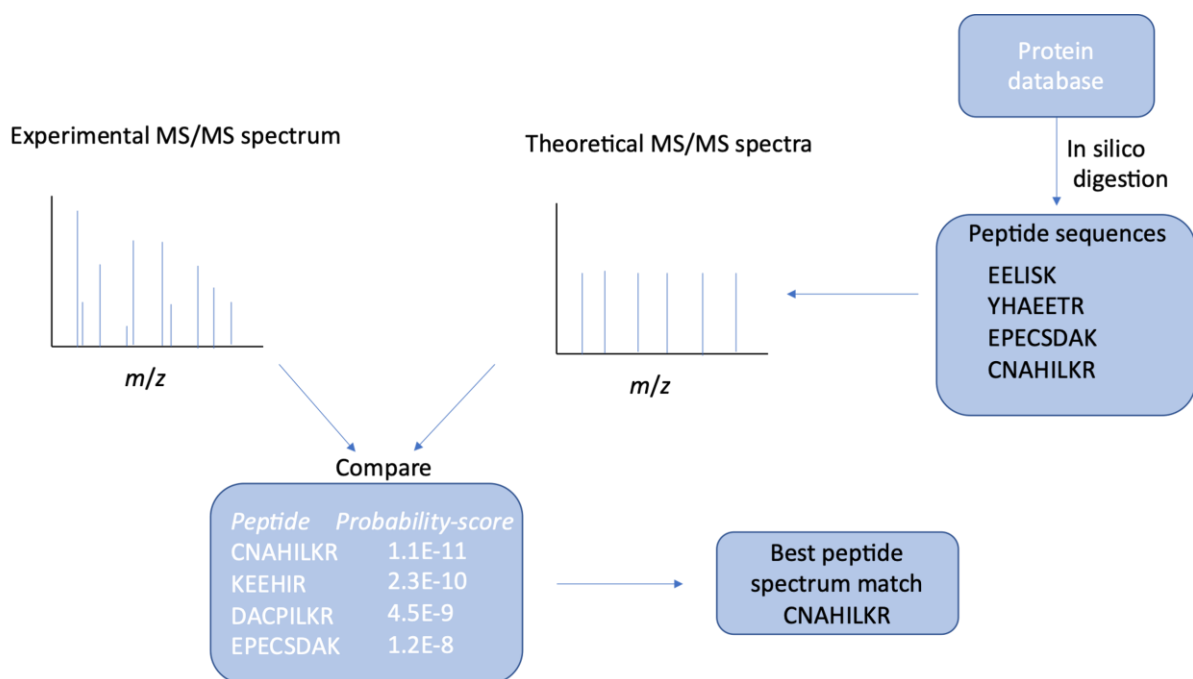 Protein
database
Experimental MS/MS spectrum
Theoretical MS/MS spectra
In silico
digestion
Peptide sequences
EELISK
YHAEETR
EPECSDAK
CNAHILKR
m/z
m/z
Compare
Peptide Probability-score
CNAHILKR 1.1E-11
KEEHIR 2.3E-10
DACPILKR 4.5E-9
EPECSDAK 1.2E-8
Best peptide
spectrum match
CNAHILKR